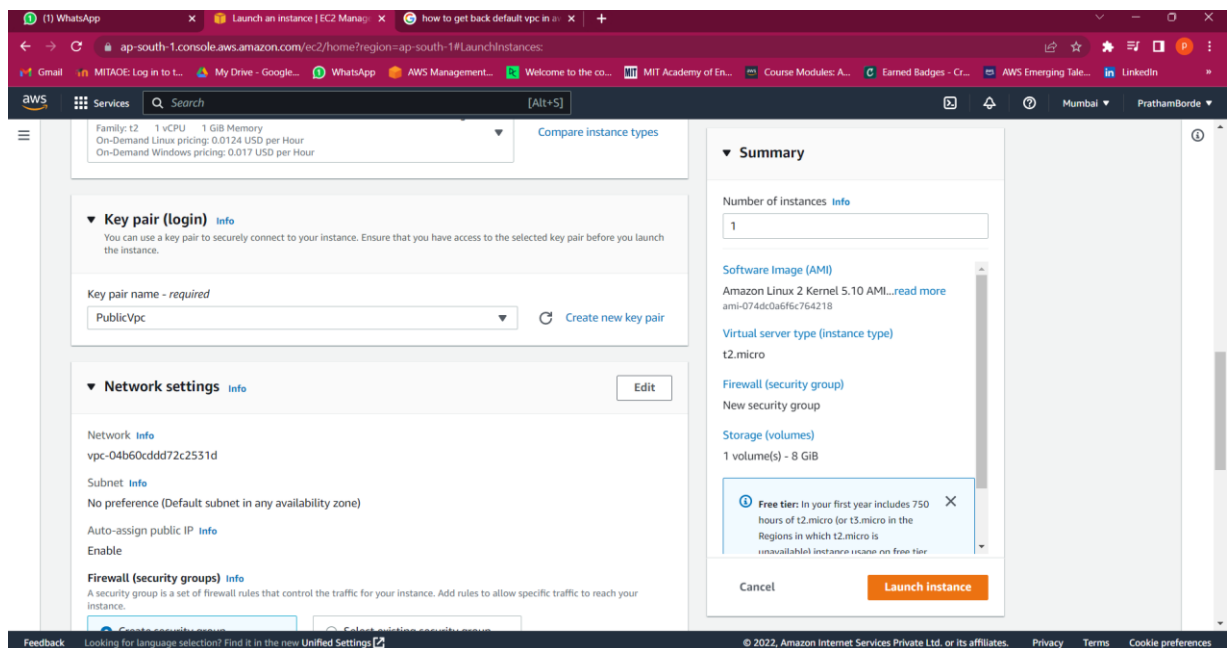 (1) WhatsApp
Launch an instance | EC2 Manag
how to get back default vpc in a
ap-south-1.console.aws.amazon.com/ec2/home?region=ap-south-1#LaunchInstances:
Gmail
MITAOE: Log in to t...
My Drive - Google...
WhatsApp
AWS Management...
Welcome to the co...
MIT Academy of En...
Course Modules: A...
Earned Badges - Cr...
AWS Emerging Tale...
LinkedIn
aws
Services
Search
[Alt+S]
Mumbai
PrathamBorde
Family: t2 1 vCPU 1 GiB Memory
On-Demand Linux pricing: 0.0124 USD per Hour
On-Demand Windows pricing: 0.017 USD per Hour
Compare instance types
Key pair (login) Info
You can use a key pair to securely connect to your instance. Ensure that you have access to the selected key pair before you launch
the instance.
Key pair name - required
PublicVpc
Create new key pair
Network settings Info
Edit
Network Info
vpc-04b60cddd72c2531d
Subnet Info
No preference (Default subnet in any availability zone)
Auto-assign public IP Info
Enable
Firewall (security groups) Info
A security group is a set of firewall rules that control the traffic for your instance. Add rules to allow specific traffic to reach your
instance.
Create security group
Select existing security group
Summary
Number of instances Info
1
Software Image (AMI)
Amazon Linux 2 Kernel 5.10 AMI...read more
ami-074dc0a6f6c764218
Virtual server type (instance type)
t2.micro
Firewall (security group)
New security group
Storage (volumes)
1 volume(s) - 8 GiB
Free tier: In your first year includes 750
hours of t2.micro (or t3.micro in the
Regions in which t2.micro is
unavailable) instance usage on free tier
Cancel
Launch instance
Feedback
Looking for language selection? Find it in the new Unified Settings
© 2022, Amazon Internet Services Private Ltd. or its affiliates.
Privacy
Terms
Cookie preferences